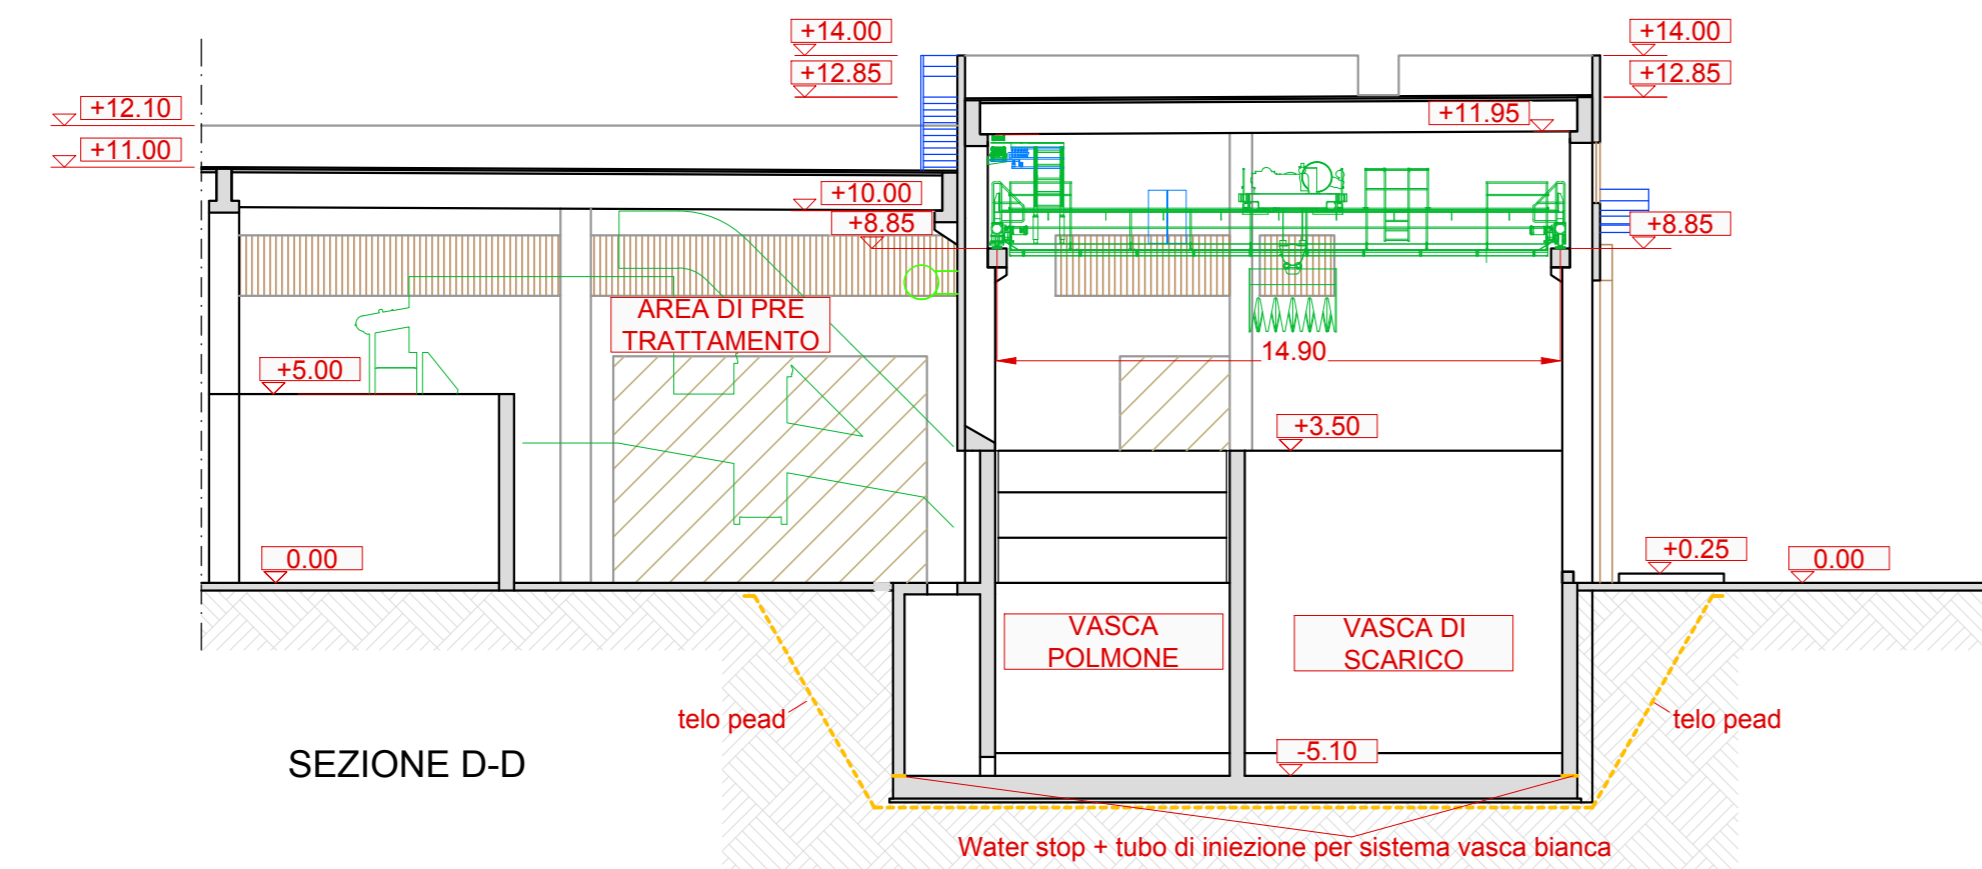 +14.00
+14.00
+12.85
+12.85
+12.10
+11.95
+11.00
+10.00
+8.85
+8.85
AREA DI PRE
TRATTAMENTO
14.90
+5.00
+3.50
0.00
+0.25
0.00
VASCA
POLMONE
VASCA DI
SCARICO
telo pead
telo pead
-5.10
SEZIONE D-D
Water stop + tubo di iniezione per sistema vasca bianca